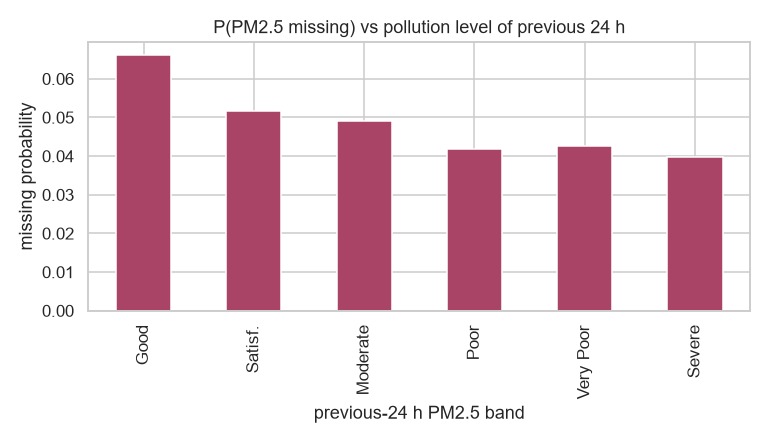 P(PM2.5 missing) vs pollution level of previous 24 h
missing probability
0.06
0.05
0.04
0.03
0.02
0.01
0.00
Good
Satisf.
Moderate
Poor
Very Poor
Severe
previous-24 h PM2.5 band